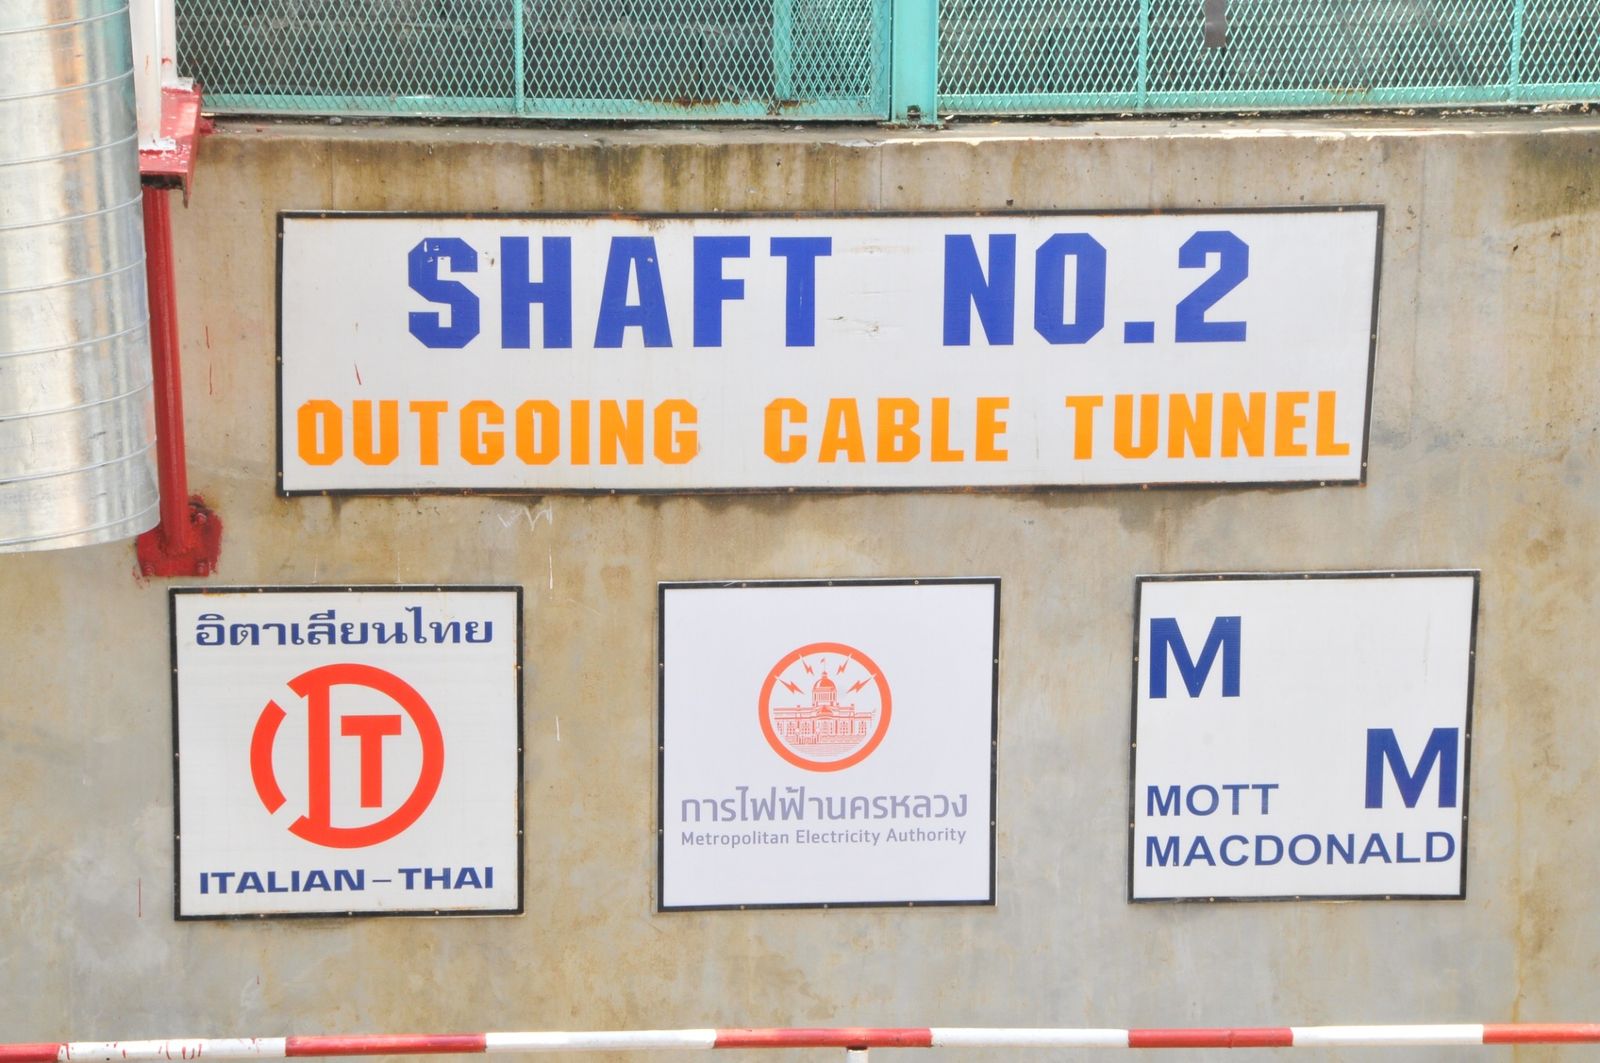 SHAFT NO.2
OUTGOING CABLE TUNNEL
อิตาเลียนไทย
IT
ITALIAN-THAI
การไฟฟ้านครหลวง
Metropolitan Electricity Authority
M
M
MOTT
MACDONALD